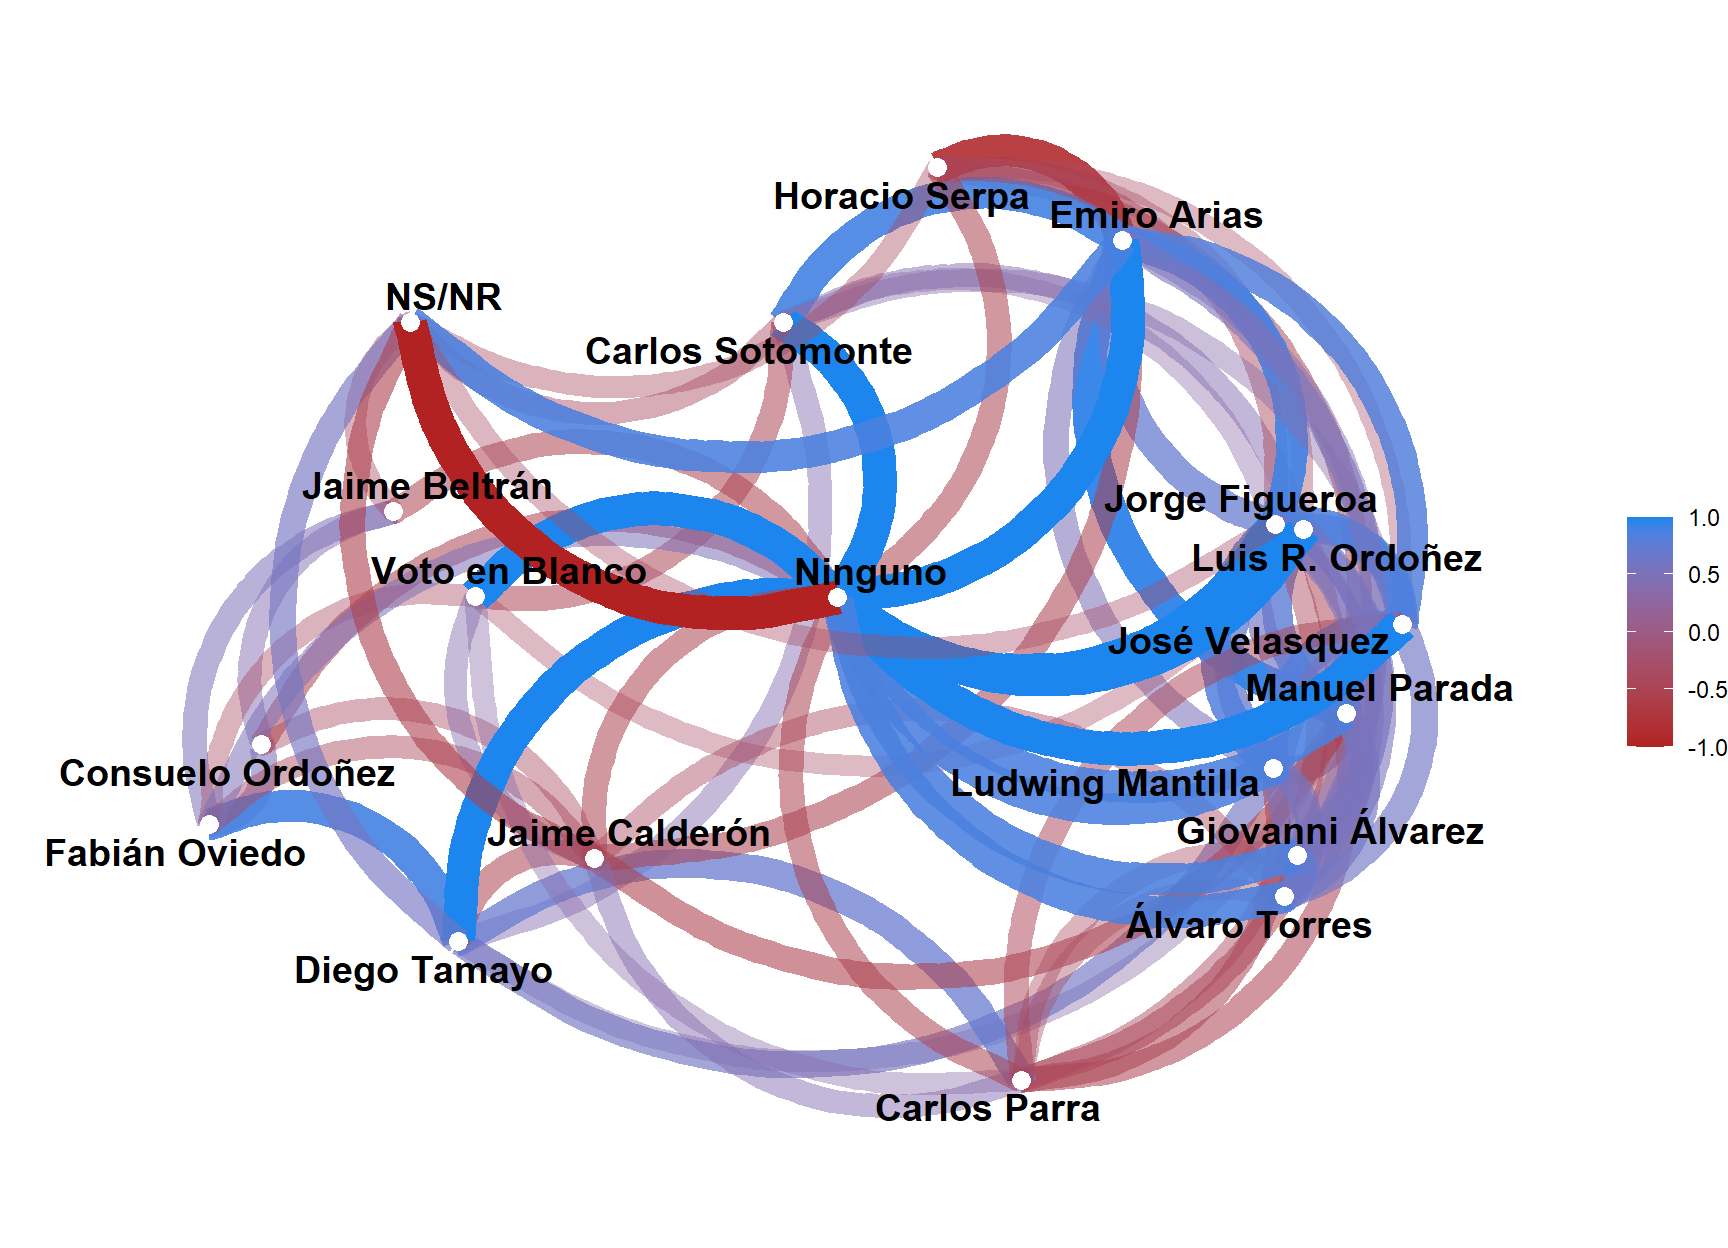 Horacio Serpa
Emiro Arias
NS/NR
Carlos Sotomonte
Jaime Beltrán
Jorge Figueroa
Luis R. Ordoñez
Voto en Blanco
Ninguno
José Velasquez
Manuel Parada
Consuelo Ordoñez
Ludwing Mantilla
Fabián Oviedo
Jaime Calderón
Giovanni Álvarez
Álvaro Torres
Diego Tamayo
Carlos Parra
1.0
0.5
0.0
-0.5
-1.0